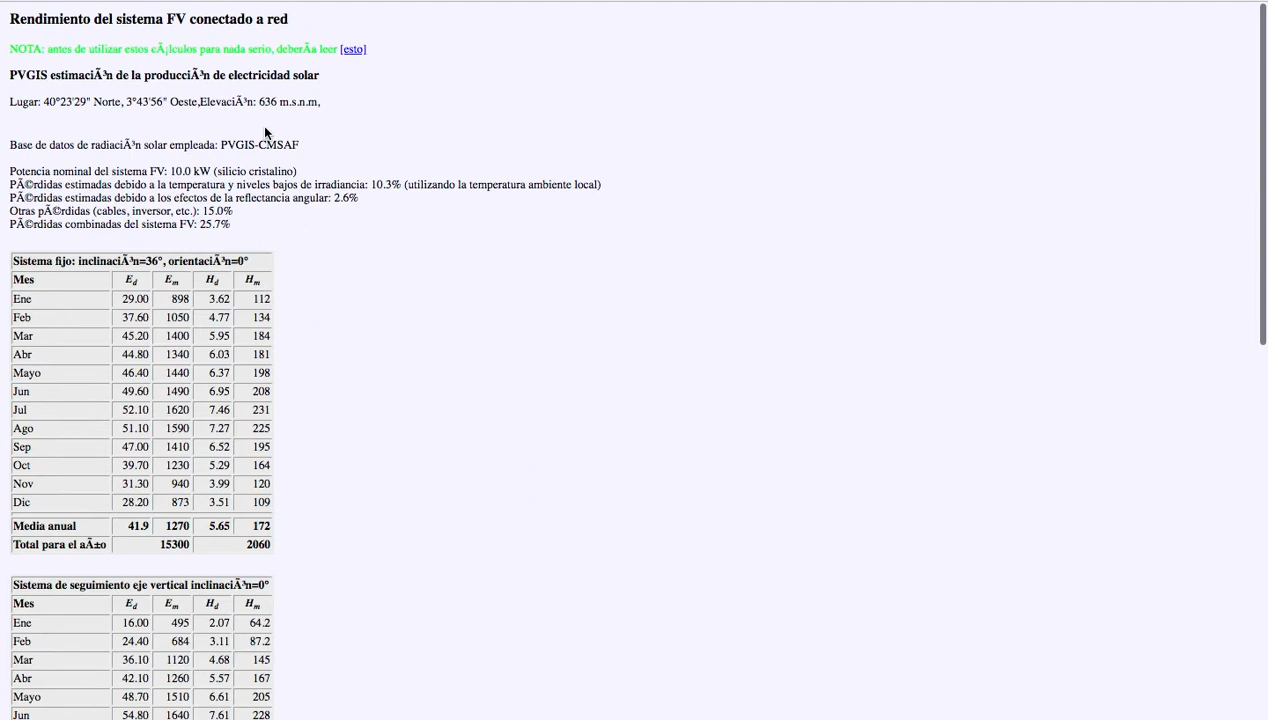 Rendimiento del sistema FV conectado a red
NOTA: antes de utilizar estos cÃ¡lculos para nada serio, deberÃ­a leer [esto]
PVGIS estimaciÃ³n de la producciÃ³n de electricidad solar
Lugar: 40°23'29" Norte, 3°43'56" Oeste,ElevaciÃ³n: 636 m.s.n.m,
Base de datos de radiaciÃ³n solar empleada: PVGIS-CMSAF
Potencia nominal del sistema FV: 10.0 kW (silicio cristalino)
PÃ©rdidas estimadas debido a la temperatura y niveles bajos de irradiancia: 10.3% (utilizando la temperatura ambiente local)
PÃ©rdidas estimadas debido a los efectos de la reflectancia angular: 2.6%
Otras pÃ©rdidas (cables, inversor, etc.): 15.0%
PÃ©rdidas combinadas del sistema FV: 25.7%
Sistema fijo: inclinaciÃ³n=36°, orientaciÃ³n=0°
Mes Ed Em Hd Hm
Ene 29.00 898 3.62 112
Feb 37.60 1050 4.77 134
Mar 45.20 1400 5.95 184
Abr 44.80 1340 6.03 181
Mayo 46.40 1440 6.37 198
Jun 49.60 1490 6.95 208
Jul 52.10 1620 7.46 231
Ago 51.10 1590 7.27 225
Sep 47.00 1410 6.52 195
Oct 39.70 1230 5.29 164
Nov 31.30 940 3.99 120
Dic 28.20 873 3.51 109
Media anual 41.9 1270 5.65 172
Total para el aÃ±o 15300 2060
Sistema de seguimiento eje vertical inclinaciÃ³n=0°
Mes Ed Em Hd Hm
Ene 16.00 495 2.07 64.2
Feb 24.40 684 3.11 87.2
Mar 36.10 1120 4.68 145
Abr 42.10 1260 5.57 167
Mayo 48.70 1510 6.61 205
Jun 54.80 1640 7.61 228